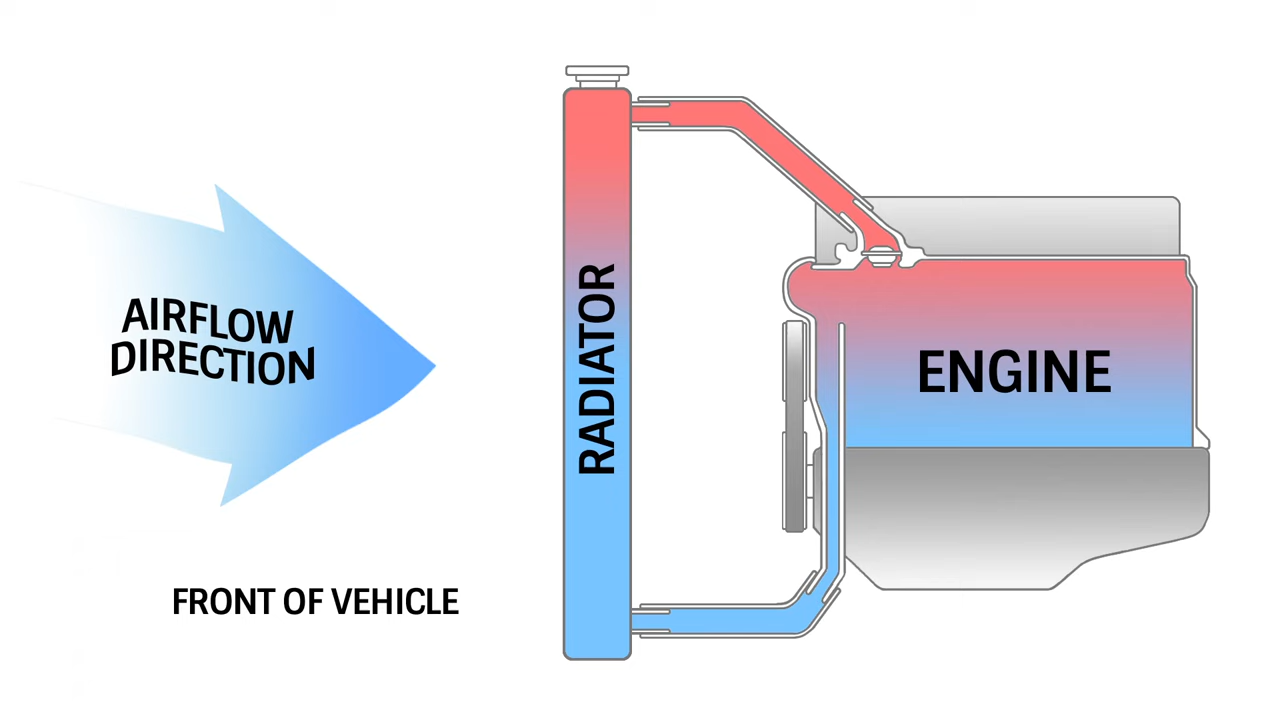 AIRFLOW
DIRECTION
FRONT OF VEHICLE
RADIATOR
ENGINE